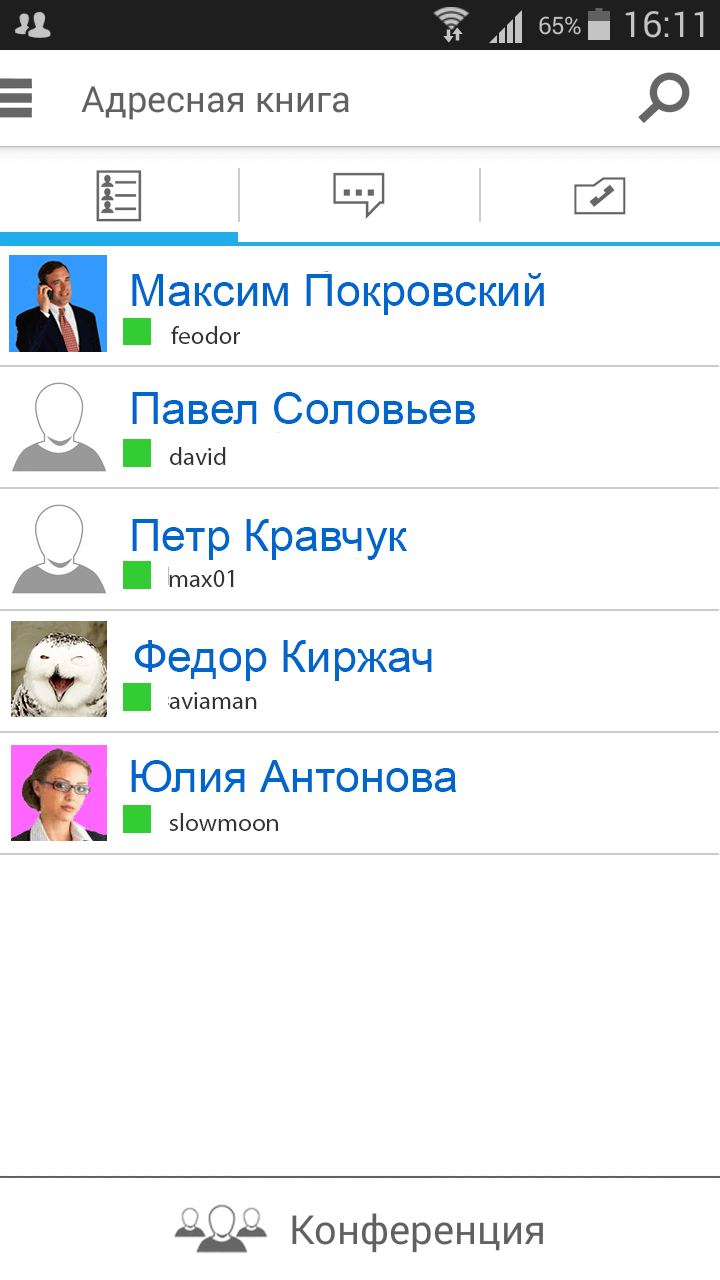 65% 16:11
Адресная книга
Максим Покровский
feodor
Павел Соловьев
david
Петр Кравчук
max01
Федор Киржач
aviaman
Юлия Антонова
slowmoon
Конференция